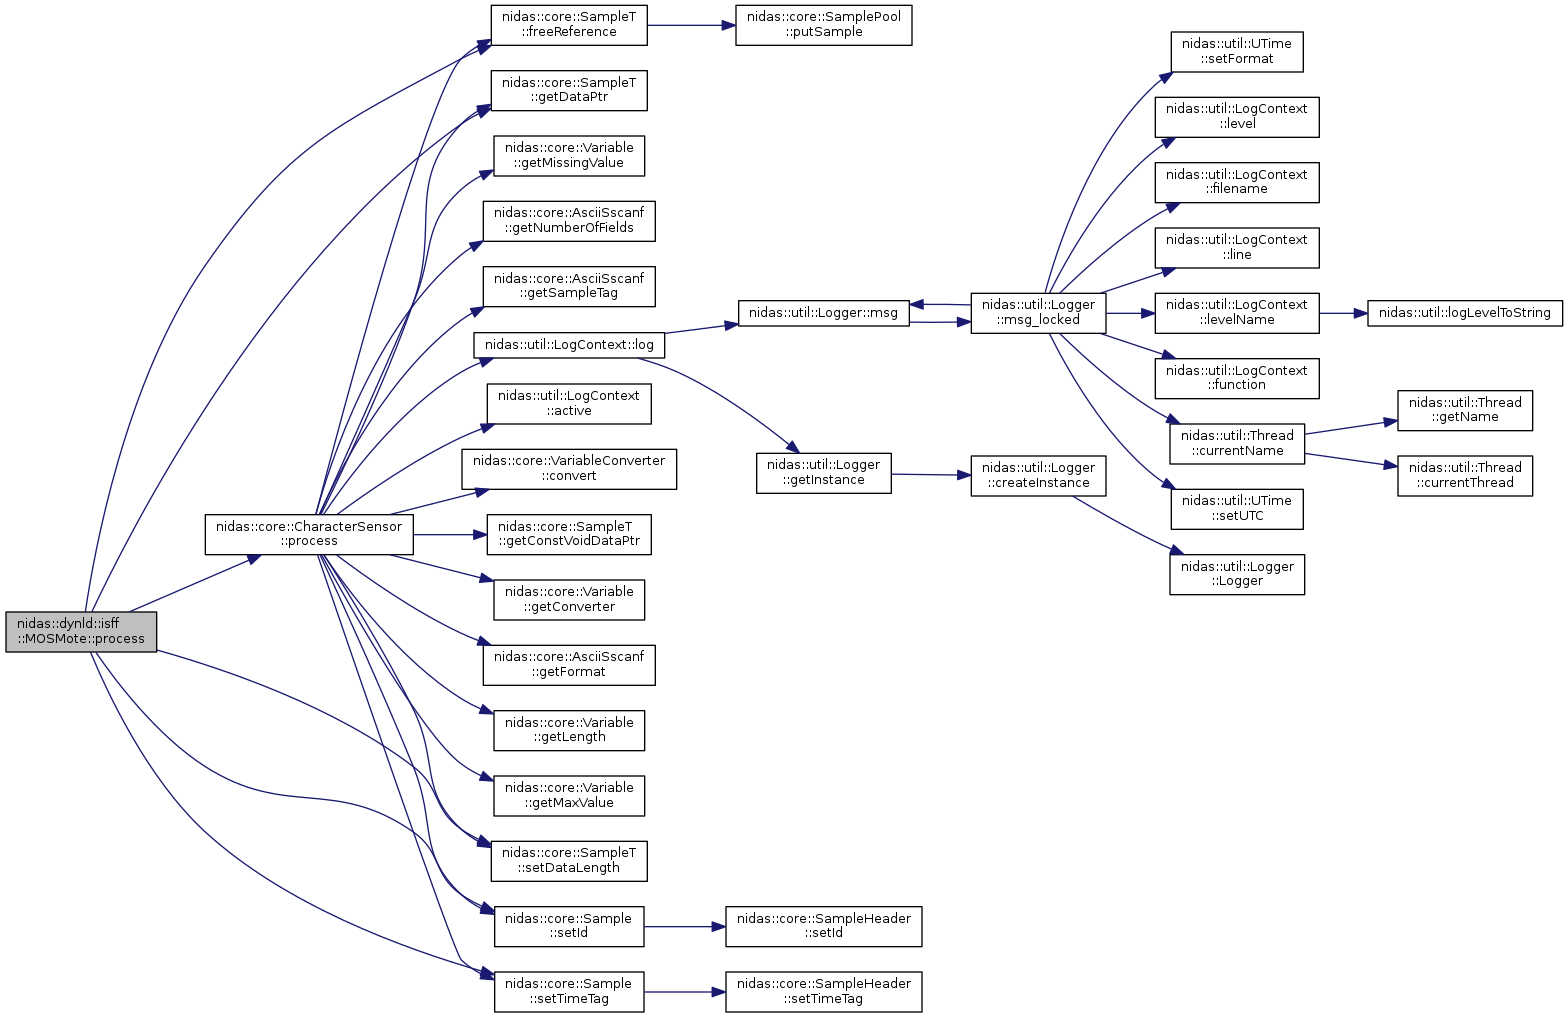 nidas::dynld::isff
::MOSMote::process
nidas::core::CharacterSensor
::process
nidas::core::SampleT
::freeReference
nidas::core::SampleT
::getDataPtr
nidas::core::Variable
::getMissingValue
nidas::core::AsciiSscanf
::getNumberOfFields
nidas::core::AsciiSscanf
::getSampleTag
nidas::util::LogContext::log
nidas::util::LogContext
::active
nidas::core::VariableConverter
::convert
nidas::core::SampleT
::getConstVoidDataPtr
nidas::core::Variable
::getConverter
nidas::core::AsciiSscanf
::getFormat
nidas::core::Variable
::getLength
nidas::core::Variable
::getMaxValue
nidas::core::SampleT
::setDataLength
nidas::core::Sample
::setId
nidas::core::Sample
::setTimeTag
nidas::core::SamplePool
::putSample
nidas::util::Logger::msg
nidas::util::Logger
::getInstance
nidas::core::SampleHeader
::setId
nidas::core::SampleHeader
::setTimeTag
nidas::util::Logger
::msg_locked
nidas::util::Logger
::createInstance
nidas::util::UTime
::setFormat
nidas::util::LogContext
::level
nidas::util::LogContext
::filename
nidas::util::LogContext
::line
nidas::util::LogContext
::levelName
nidas::util::LogContext
::function
nidas::util::Thread
::currentName
nidas::util::UTime
::setUTC
nidas::util::Logger
::Logger
nidas::util::logLevelToString
nidas::util::Thread
::getName
nidas::util::Thread
::currentThread